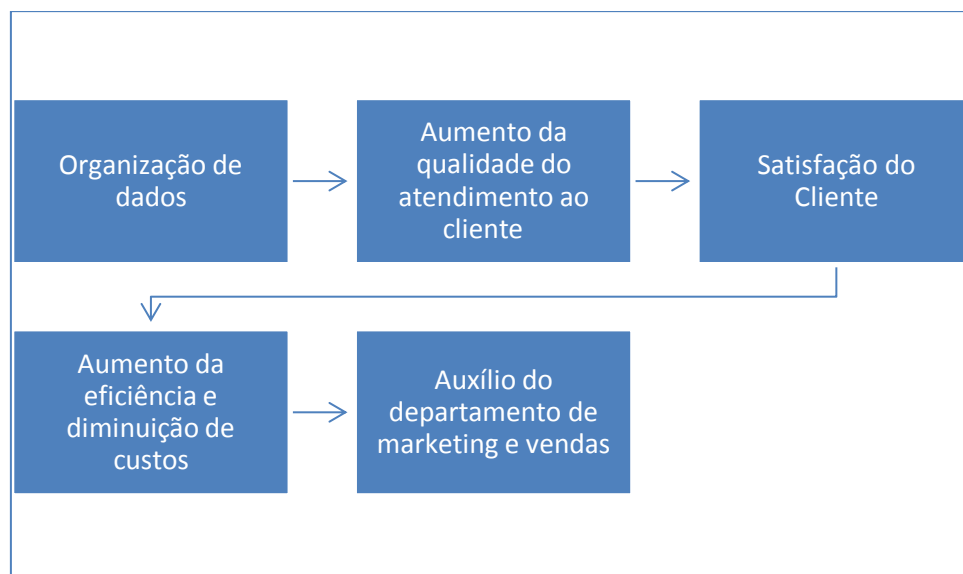 Organização de
dados
Aumento da
qualidade do
atendimento ao
cliente
Satisfação do
Cliente
Aumento da
eficiência e
diminuição de
custos
Auxílio do
departamento de
marketing e vendas